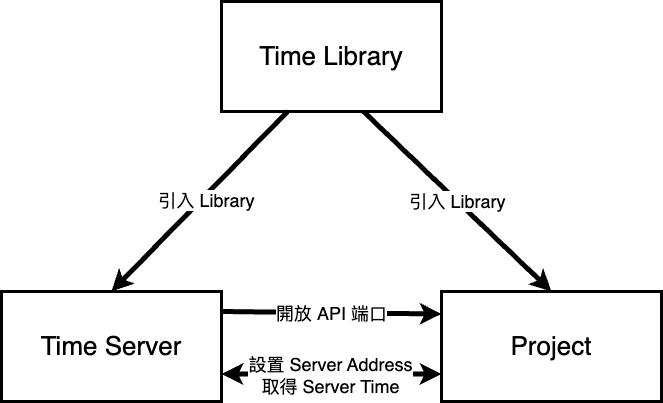 Time Library
引入 Library
引入 Library
Time Server
開放 API 端口
Project
設置 Server Address
取得 Server Time